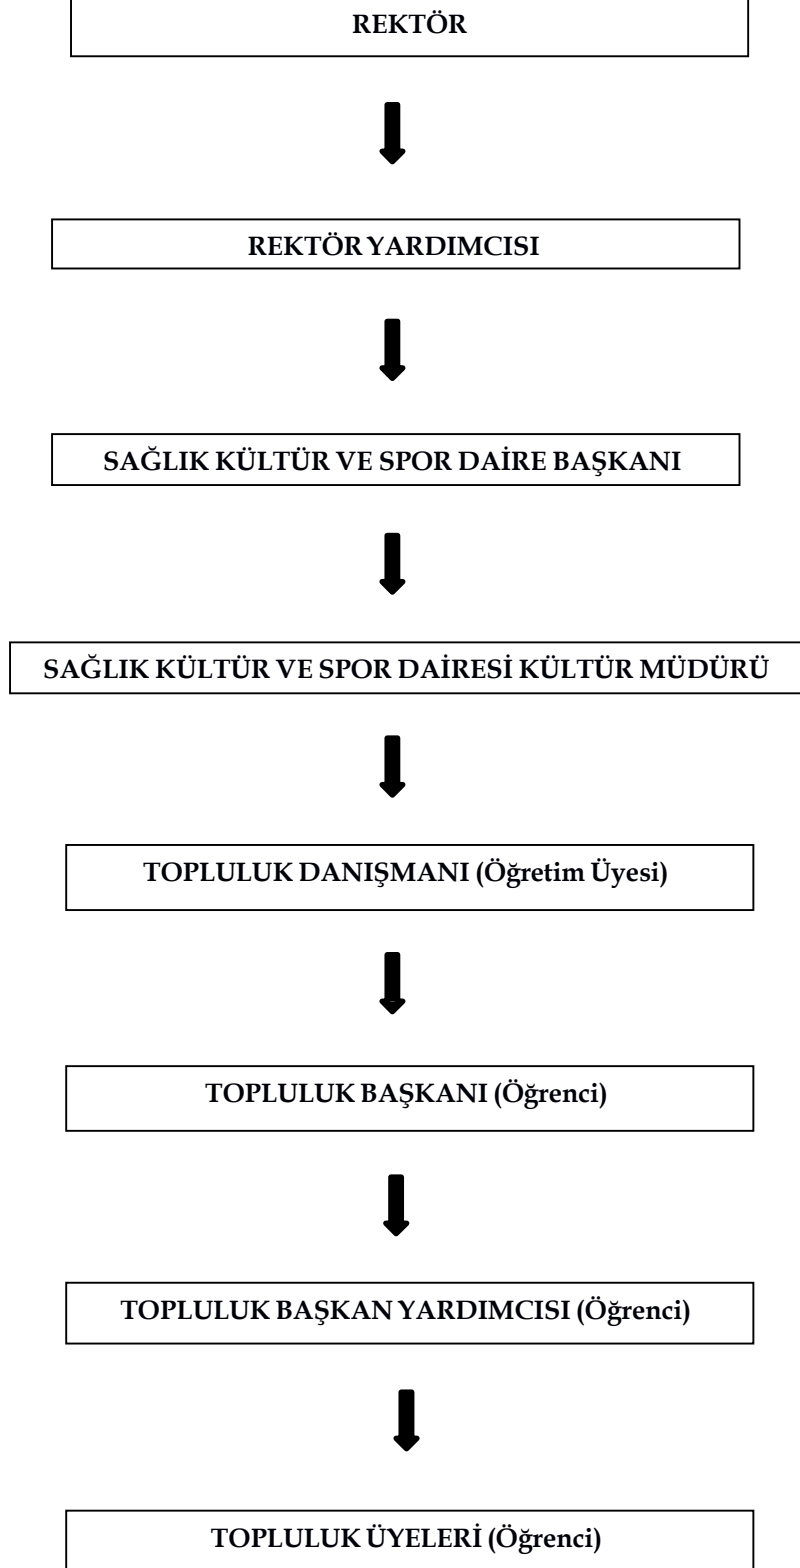 REKTÖR
REKTÖR YARDIMCISI
SAĞLIK KÜLTÜR VE SPOR DAİRE BAŞKANI
SAĞLIK KÜLTÜR VE SPOR DAİRESİ KÜLTÜR MÜDÜRÜ
TOPLULUK DANIŞMANI (Öğretim Üyesi)
TOPLULUK BAŞKANI (Öğrenci)
TOPLULUK BAŞKAN YARDIMCISI (Öğrenci)
TOPLULUK ÜYELERİ (Öğrenci)